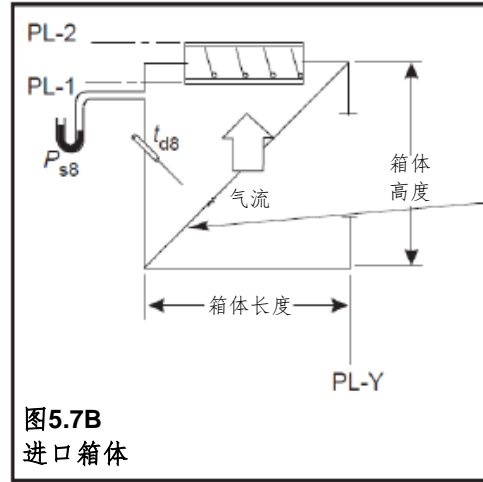 PL-2
PL-1
Ps8
td8
气流
箱体
高度
箱体长度
PL-Y
图5.7B
进口箱体